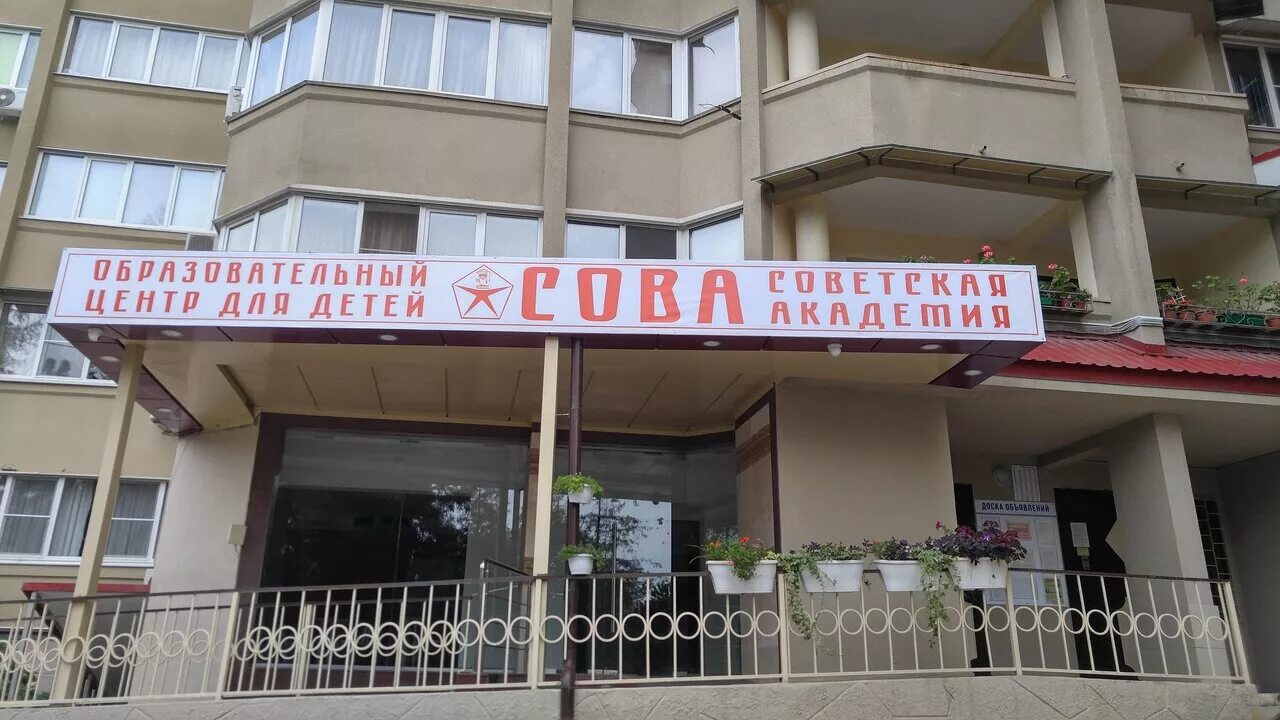 ОБРАЗОВАТЕЛЬНЫЙ
ЦЕНТР ДЛЯ ДЕТЕЙ
СОВА
СОВЕТСКАЯ
АКАДЕМИЯ
ДОСКА ОБЪЯВЛЕНИЙ